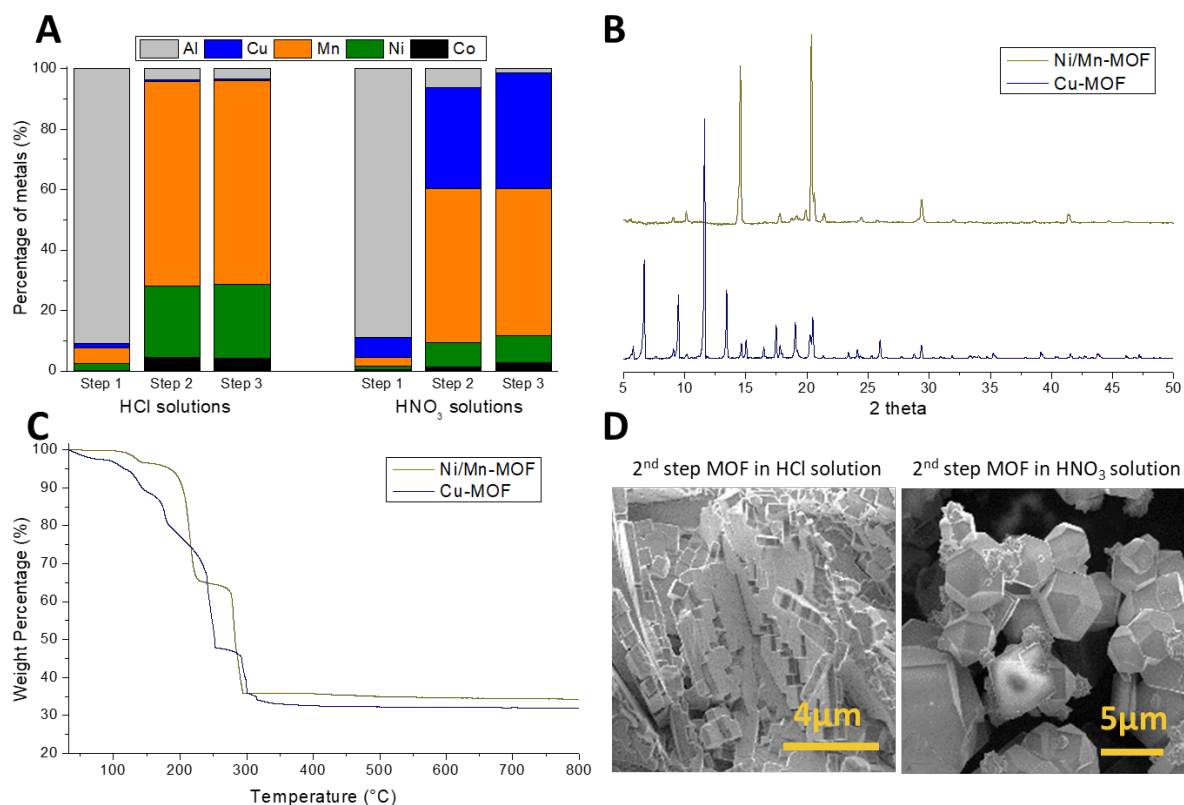 A
Al Cu Mn Ni Co
Percentage of metals (%)
100
80
60
40
20
0
Step 1 Step 2 Step 3 Step 1 Step 2 Step 3
HCl solutions HNO₃ solutions
B
Ni/Mn-MOF
Cu-MOF
5 10 15 20 25 30 35 40 45 50
2 theta
C
Ni/Mn-MOF
Cu-MOF
Weight Percentage (%)
100
90
80
70
60
50
40
30
20
100 200 300 400 500 600 700 800
Temperature (°C)
D
2nd step MOF in HCl solution
4μm
2nd step MOF in HNO₃ solution
5μm